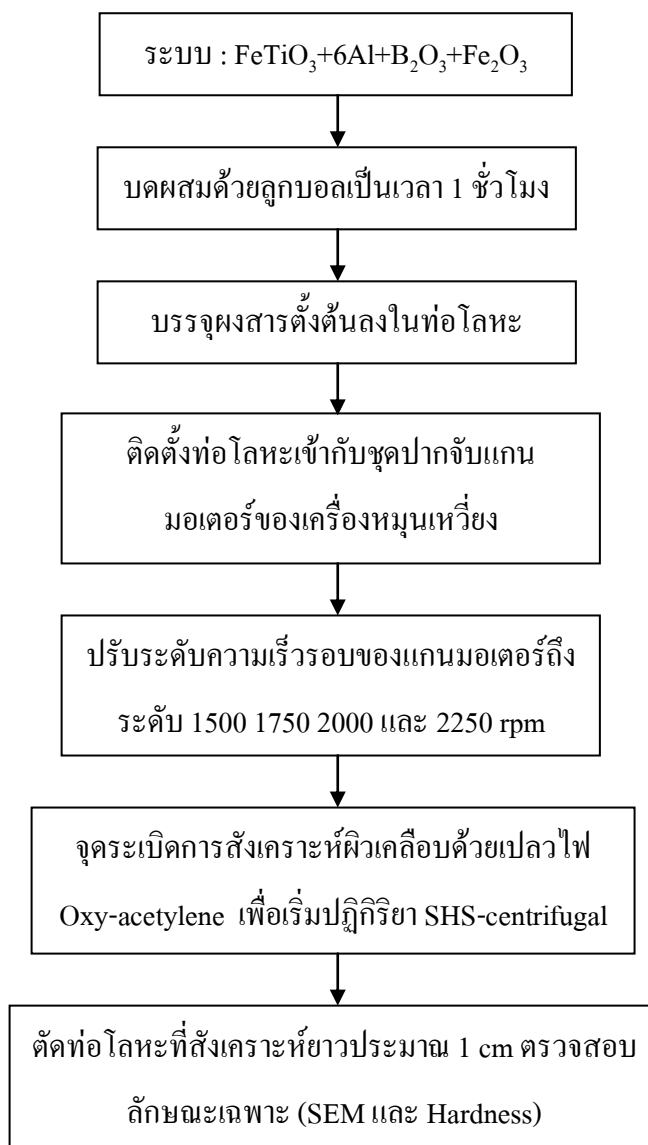 ระบบ : FeTiO₃+6Al+B₂O₃+Fe₂O₃
บดผสมด้วยลูกบอลเป็นเวลา 1 ชั่วโมง
บรรจุผงสารตั้งต้นลงในท่อโลหะ
ติดตั้งท่อโลหะเข้ากับชุดปากจับแกน
มอเตอร์ของเครื่องหมุนเหวี่ยง
ปรับระดับความเร็วรอบของแกนมอเตอร์ถึง
ระดับ 1500 1750 2000 และ 2250 rpm
จุดระเบิดการสังเคราะห์ผิวเคลือบด้วยเปลวไฟ
Oxy-acetylene เพื่อเริ่มปฏิกิริยา SHS-centrifugal
ตัดท่อโลหะที่สังเคราะห์ยาวประมาณ 1 cm ตรวจสอบ
ลักษณะเฉพาะ (SEM และ Hardness)